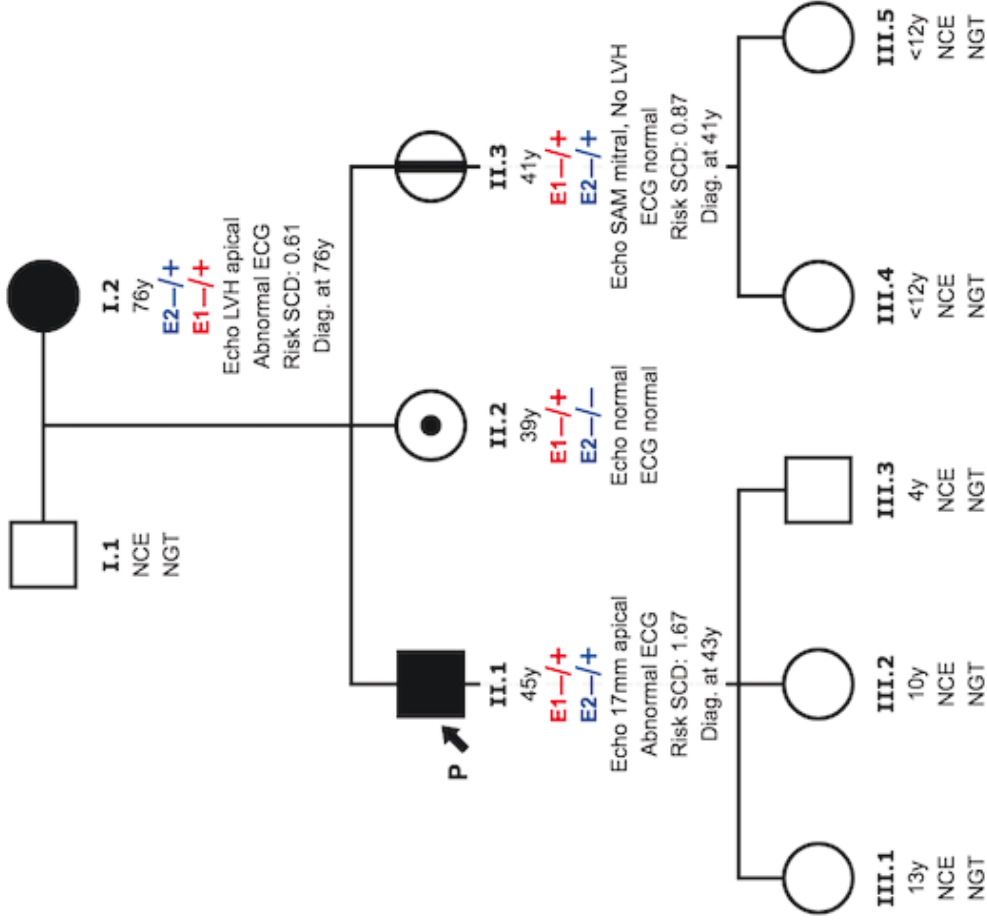 I.1
NCE
NGT
I.2
76y
E2—/+
E1—/+
Echo LVH apical
Abnormal ECG
Risk SCD: 0.61
Diag. at 76y
P
II.1
45y
E1—/+
E2—/+
Echo 17mm apical
Abnormal ECG
Risk SCD: 1.67
Diag. at 43y
II.2
39y
E1—/+
E2—/—
Echo normal
ECG normal
II.3
41y
E1—/+
E2—/+
Echo SAM mitral, No LVH
ECG normal
Risk SCD: 0.87
Diag. at 41y
III.1
13y
NCE
NGT
III.2
10y
NCE
NGT
III.3
4y
NCE
NGT
III.4
<12y
NCE
NGT
III.5
<12y
NCE
NGT